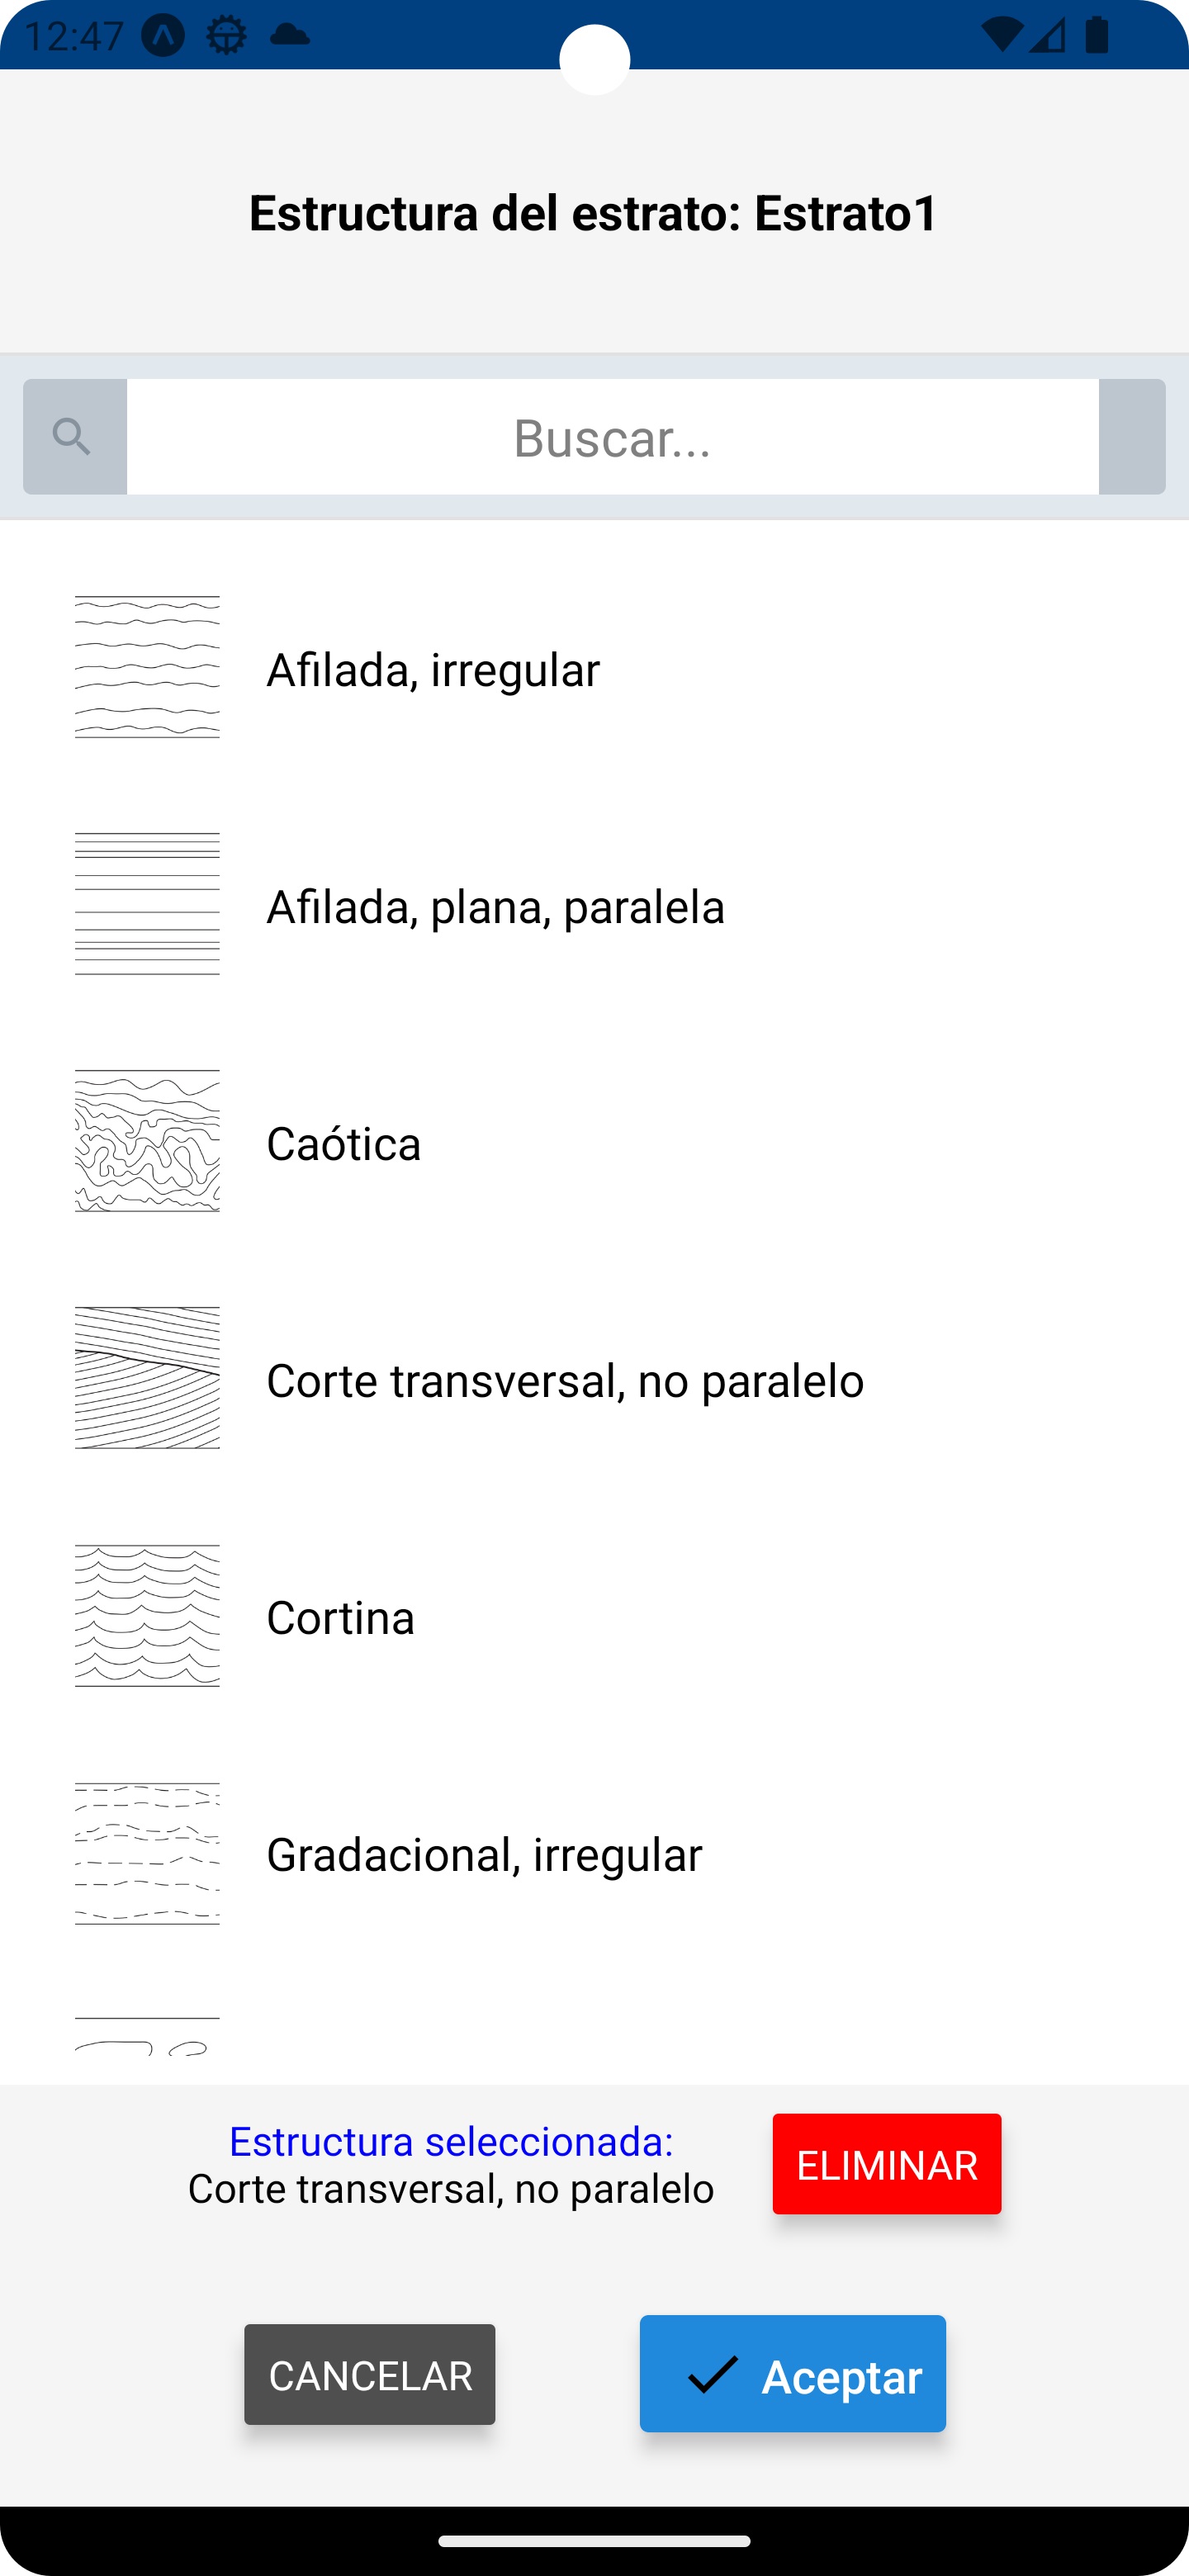 12:47
Estructura del estrato: Estrato1
Buscar...
Afilada, irregular
Afilada, plana, paralela
Caótica
Corte transversal, no paralelo
Cortina
Gradacional, irregular
Estructura seleccionada:
Corte transversal, no paralelo
ELIMINAR
CANCELAR
Aceptar